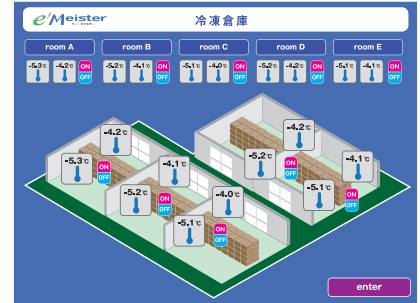 e'Meister
冷凍倉庫
room A room B room C room D room E
-5.3℃ -4.2℃ ON OFF -5.2℃ -4.1℃ ON OFF -5.1℃ -4.0℃ ON OFF -5.2℃ -4.2℃ ON OFF -5.1℃ -4.1℃ ON OFF
-4.2℃
-4.2℃
-5.3℃ ON OFF
-4.1℃
-5.2℃ ON OFF
-4.1℃
-5.2℃ ON OFF
-4.0℃
-5.1℃ ON OFF
-5.1℃ ON OFF
enter